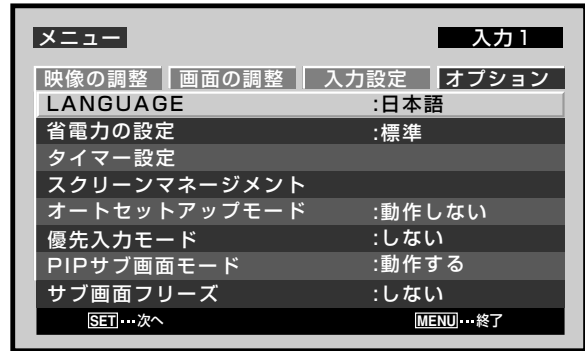 メニュー 入力1
映像の調整 画面の調整 入力設定 オプション
LANGUAGE :日本語
省電力の設定 :標準
タイマー設定
スクリーンマネージメント
オートセットアップモード :動作しない
優先入力モード :しない
PIPサブ画面モード :動作する
サブ画面フリーズ :しない
SET…次へ MENU…終了